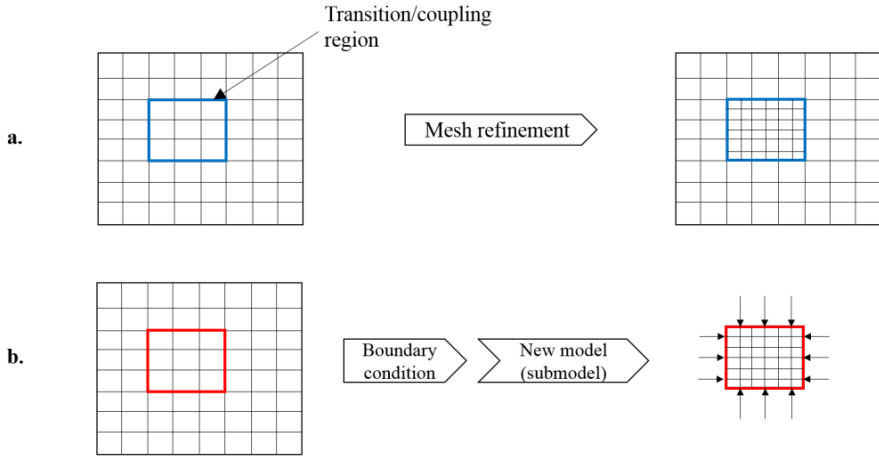 Transition/coupling
region
a.
Mesh refinement
b.
Boundary
condition
New model
(submodel)